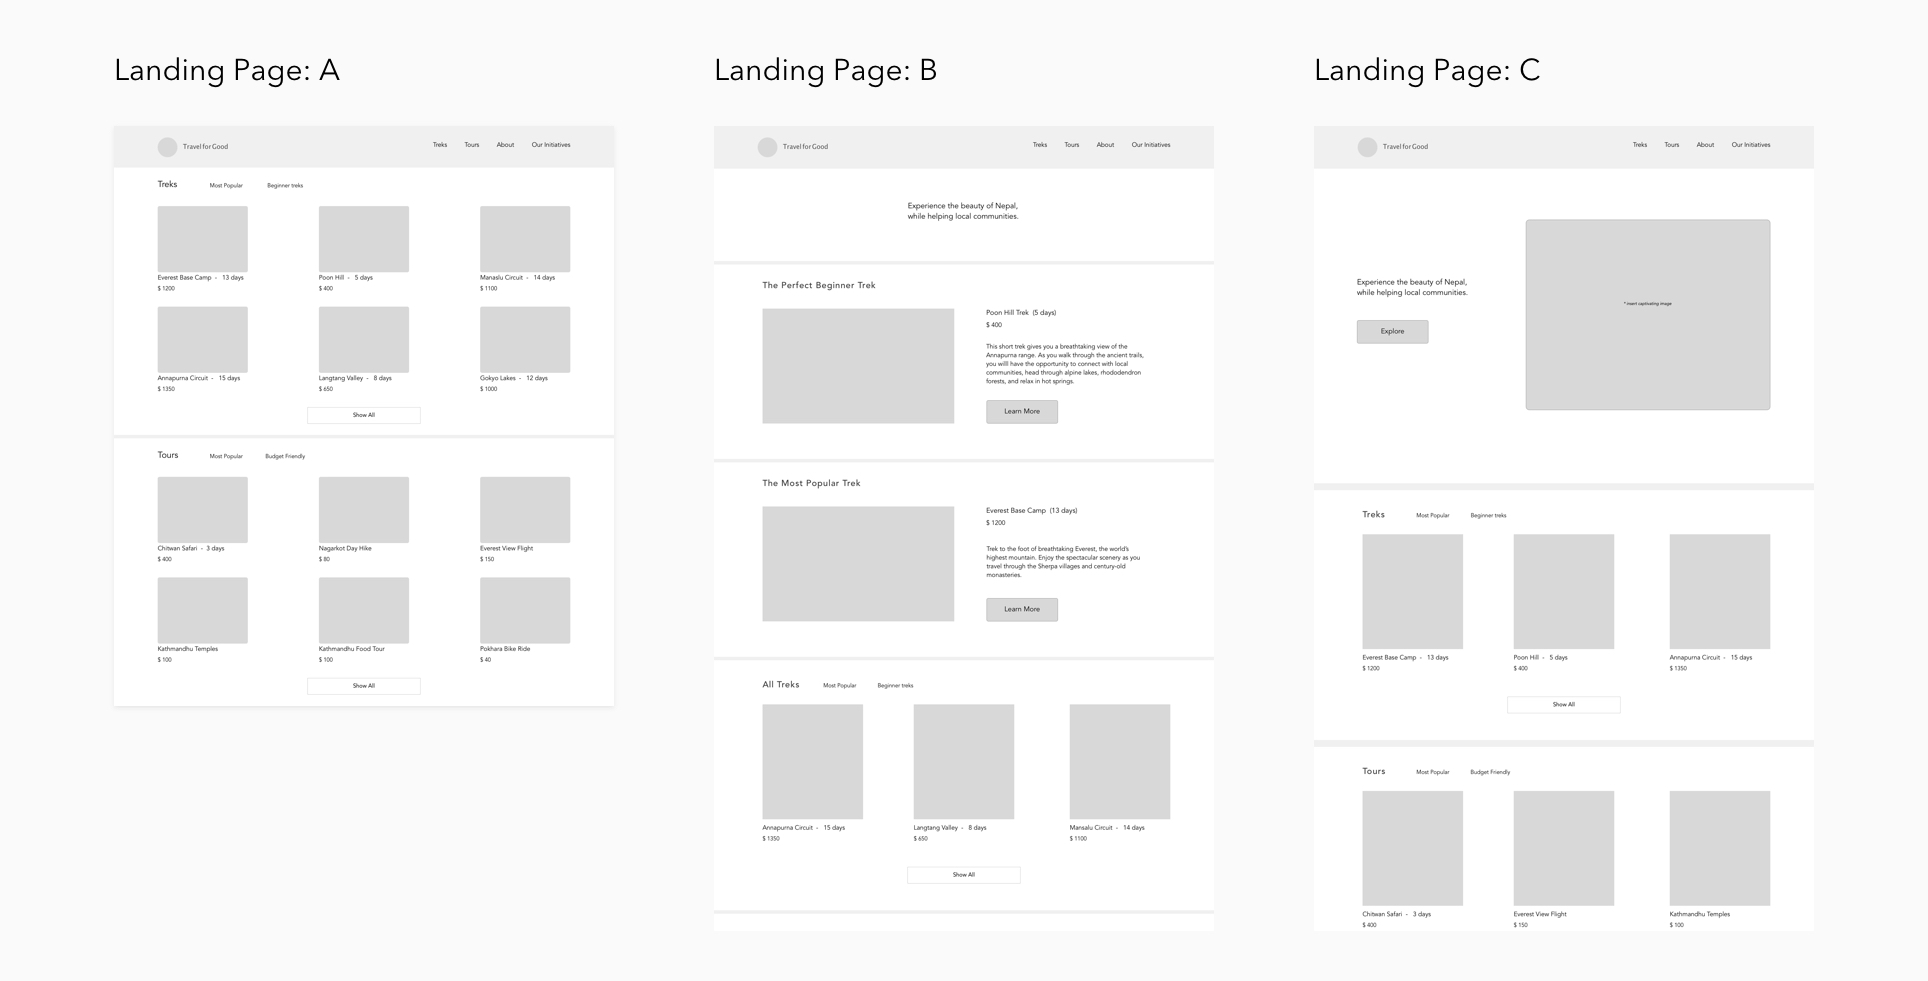 Landing Page: A
Travel for Good
Treks Tours About Our Initiatives
Treks Most Popular Beginner treks
Everest Base Camp - 13 days
$ 1200
Poon Hill - 5 days
$ 400
Manaslu Circuit - 14 days
$ 1100
Annapurna Circuit - 15 days
$ 1350
Langtang Valley - 8 days
$ 650
Gokyo Lakes - 12 days
$ 1000
Show All
Tours Most Popular Budget Friendly
Chitwan Safari - 3 days
$ 400
Nagarkot Day Hike
$ 80
Everest View Flight
$ 150
Kathmandhu Temples
$ 100
Kathmandhu Food Tour
$ 100
Pokhara Bike Ride
$ 40
Show All
Landing Page: B
Travel for Good
Treks Tours About Our Initiatives
Experience the beauty of Nepal,
while helping local communities.
The Perfect Beginner Trek
Poon Hill Trek (5 days)
$ 400
This short trek gives you a breathtaking view of the
Annapurna range. As you walk through the ancient trails,
you willl have the opportunity to connect with local
communities, head through alpine lakes, rhododendron
forests, and relax in hot springs.
Learn More
The Most Popular Trek
Everest Base Camp (13 days)
$ 1200
Trek to the foot of breathtaking Everest, the world's
highest mountain. Enjoy the spectacular scenery as you
travel through the Sherpa villages and century-old
monasteries.
Learn More
All Treks Most Popular Beginner treks
Annapurna Circuit - 15 days
$ 1350
Langtang Valley - 8 days
$ 650
Mansalu Circuit - 14 days
$ 1100
Show All
Landing Page: C
Travel for Good
Treks Tours About Our Initiatives
Experience the beauty of Nepal,
while helping local communities.
Explore
* insert captivating image
Treks Most Popular Beginner treks
Everest Base Camp - 13 days
$ 1200
Poon Hill - 5 days
$ 400
Annapurna Circuit - 15 days
$ 1350
Show All
Tours Most Popular Budget Friendly
Chitwan Safari - 3 days
$ 400
Everest View Flight
$ 150
Kathmandhu Temples
$ 100